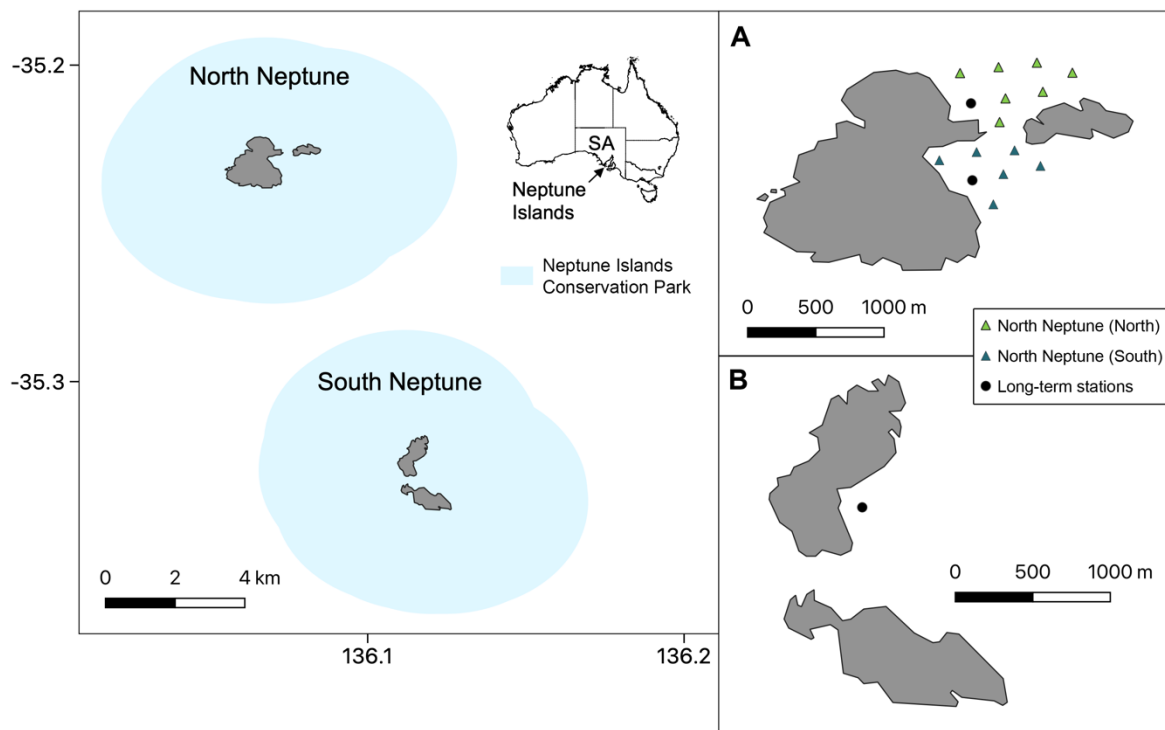 -35.2
North Neptune
SA
Neptune
Islands
Neptune Islands
Conservation Park
-35.3
South Neptune
0 2 4 km
136.1
136.2
A
0 500 1000 m
North Neptune (North)
North Neptune (South)
Long-term stations
B
0 500 1000 m